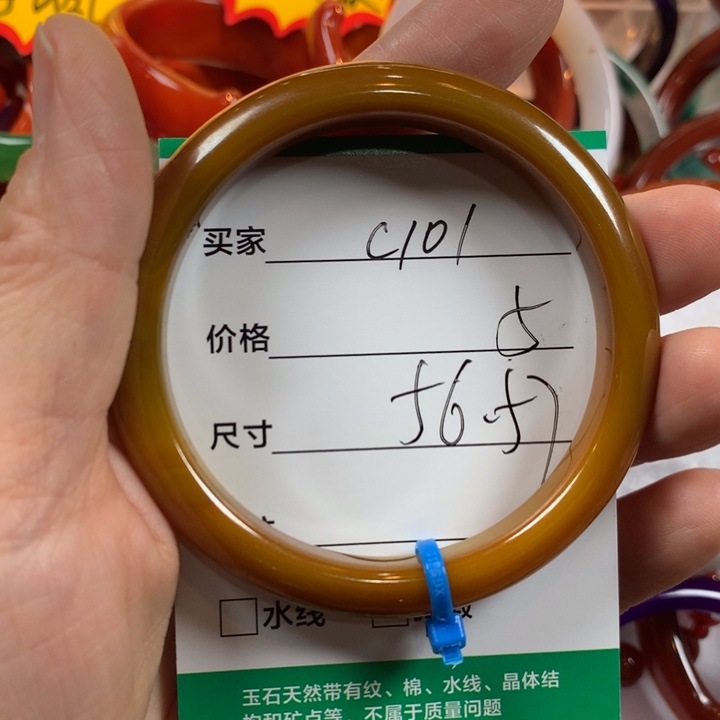 买家 C101
价格 5
尺寸 56.5
水线
玉石天然带有纹、棉、水线、晶体结
构和矿点等，不属于质量问题